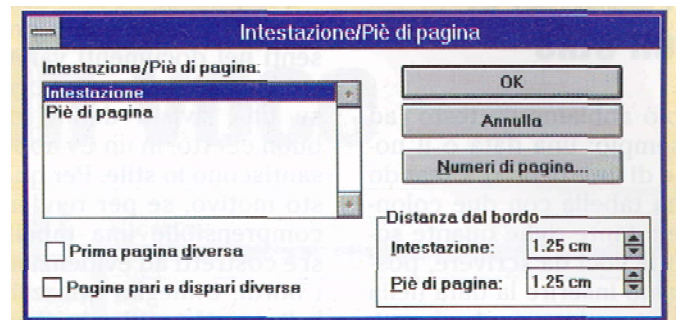 Intestazione/Piè di pagina
Intestazione/Piè di pagina:
Intestazione
Piè di pagina
Prima pagina diversa
Pagine pari e dispari diverse
OK
Annulla
Numeri di pagina...
Distanza dal bordo
Intestazione: 1.25 cm
Piè di pagina: 1.25 cm